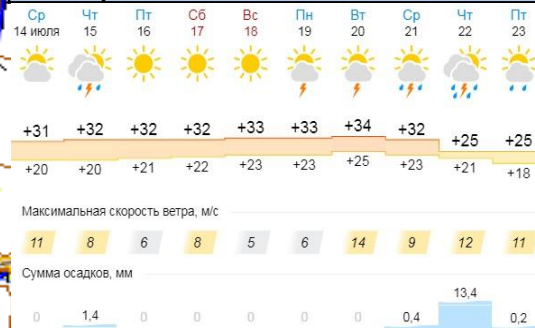 Ср Чт Пт Сб Вс Пн Вт Ср Чт Пт
14 июля 15 16 17 18 19 20 21 22 23
+31 +32 +32 +32 +33 +33 +34 +32 +25 +25
+20 +20 +21 +22 +23 +23 +25 +23 +21 +18
Максимальная скорость ветра, м/с
11 8 6 8 5 6 14 9 12 11
Сумма осадков, мм
0 1,4 0 0 0 0 0 0,4 13,4 0,2